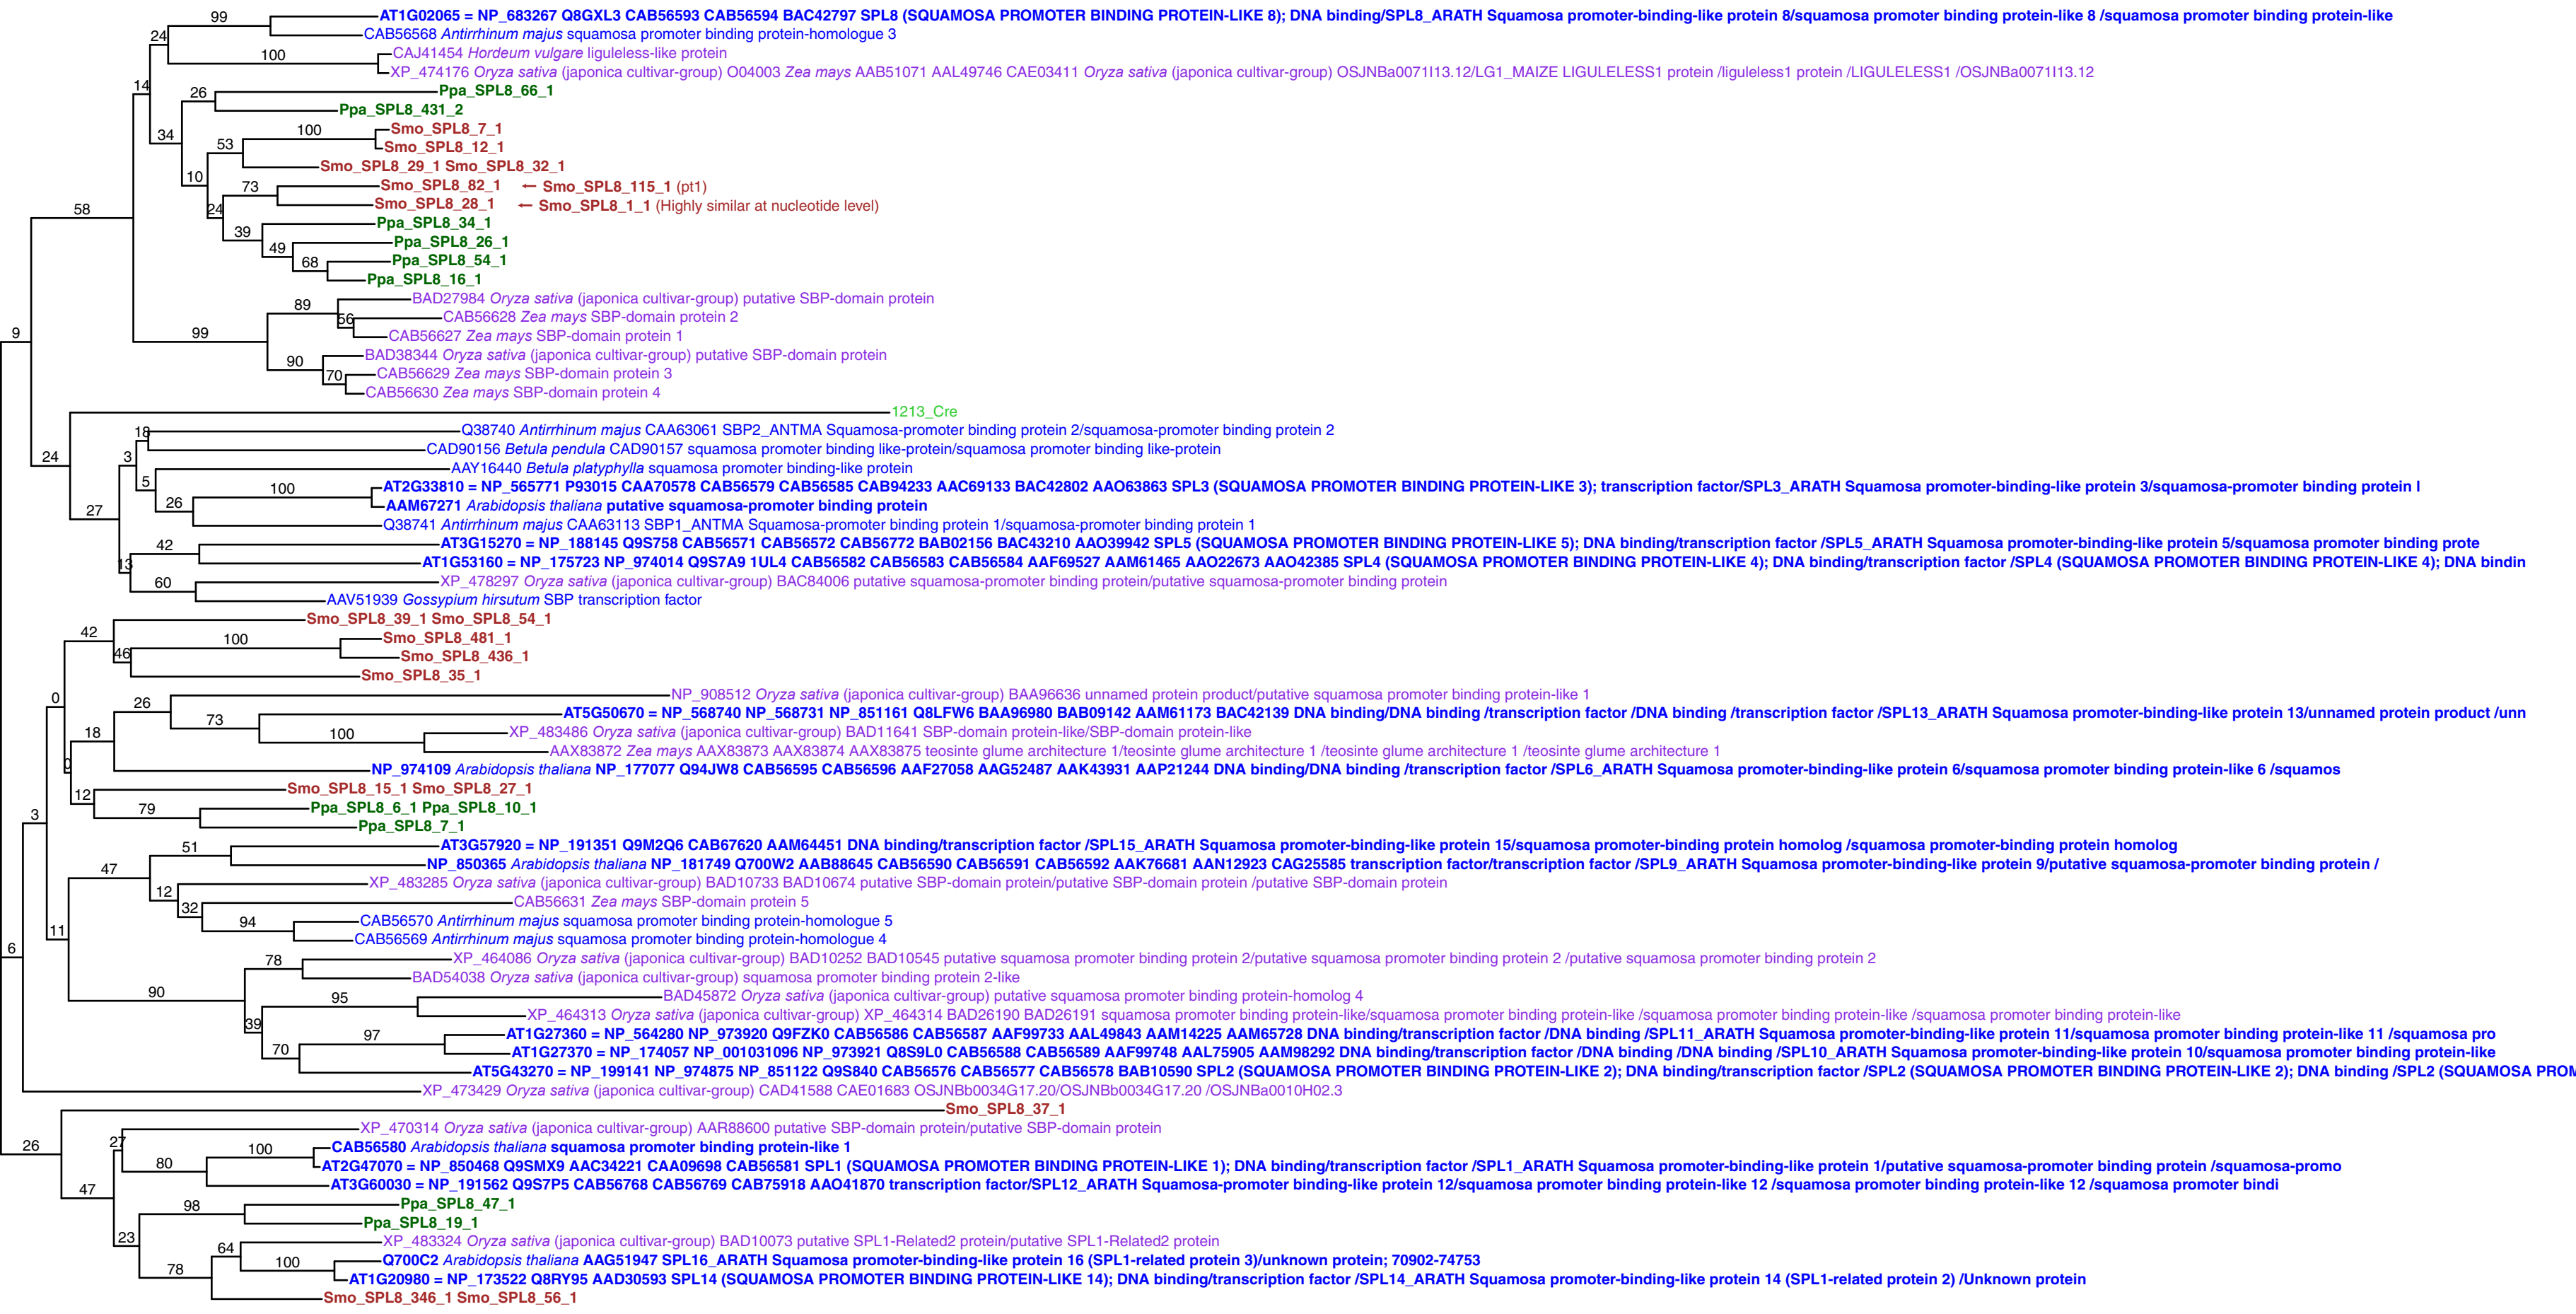 99
AT1G02065 = NP_683267 Q8GXL3 CAB56593 CAB56594 BAC42797 SPL8 (SQUAMOSA PROMOTER BINDING PROTEIN-LIKE 8); DNA binding/SPL8_ARATH Squamosa promoter-binding-like protein 8/squamosa promoter binding protein-like 8 /squamosa promoter binding protein-like
24
CAB56568 Antirrhinum majus squamosa promoter binding protein-homologue 3
100
CAJ41454 Hordeum vulgare liguleless-like protein
XP_474176 Oryza sativa (japonica cultivar-group) O04003 Zea mays AAB51071 AAL49746 CAE03411 Oryza sativa (japonica cultivar-group) OSJNBa0071I13.12/LG1_MAIZE LIGULELESS1 protein /liguleless1 protein /LIGULELESS1 /OSJNBa0071I13.12
14
26
Ppa_SPL8_66_1
Ppa_SPL8_431_2
34
100
Smo_SPL8_7_1
53
Smo_SPL8_12_1
Smo_SPL8_29_1 Smo_SPL8_32_1
10
73
Smo_SPL8_82_1 ← Smo_SPL8_115_1 (pt1)
24
Smo_SPL8_28_1 ← Smo_SPL8_1_1 (Highly similar at nucleotide level)
58
Ppa_SPL8_34_1
39
49
Ppa_SPL8_26_1
68
Ppa_SPL8_54_1
Ppa_SPL8_16_1
89
BAD27984 Oryza sativa (japonica cultivar-group) putative SBP-domain protein
56
CAB56628 Zea mays SBP-domain protein 2
9
99
CAB56627 Zea mays SBP-domain protein 1
90
BAD38344 Oryza sativa (japonica cultivar-group) putative SBP-domain protein
70
CAB56629 Zea mays SBP-domain protein 3
CAB56630 Zea mays SBP-domain protein 4
1213_Cre
18
Q38740 Antirrhinum majus CAA63061 SBP2_ANTMA Squamosa-promoter binding protein 2/squamosa-promoter binding protein 2
24
3
CAD90156 Betula pendula CAD90157 squamosa promoter binding like-protein/squamosa promoter binding like-protein
AAY16440 Betula platyphylla squamosa promoter binding-like protein
5
100
AT2G33810 = NP_565771 P93015 CAA70578 CAB56579 CAB56585 CAB94233 AAC69133 BAC42802 AAO63863 SPL3 (SQUAMOSA PROMOTER BINDING PROTEIN-LIKE 3); transcription factor/SPL3_ARATH Squamosa promoter-binding-like protein 3/squamosa-promoter binding protein l
26
AAM67271 Arabidopsis thaliana putative squamosa-promoter binding protein
27
Q38741 Antirrhinum majus CAA63113 SBP1_ANTMA Squamosa-promoter binding protein 1/squamosa-promoter binding protein 1
42
AT3G15270 = NP_188145 Q9S758 CAB56571 CAB56572 CAB56772 BAB02156 BAC43210 AAO39942 SPL5 (SQUAMOSA PROMOTER BINDING PROTEIN-LIKE 5); DNA binding/transcription factor /SPL5_ARATH Squamosa promoter-binding-like protein 5/squamosa promoter binding prote
13
AT1G53160 = NP_175723 NP_974014 Q9S7A9 1UL4 CAB56582 CAB56583 CAB56584 AAF69527 AAM61465 AAO22673 AAO42385 SPL4 (SQUAMOSA PROMOTER BINDING PROTEIN-LIKE 4); DNA binding/transcription factor /SPL4 (SQUAMOSA PROMOTER BINDING PROTEIN-LIKE 4); DNA bindin
60
XP_478297 Oryza sativa (japonica cultivar-group) BAC84006 putative squamosa-promoter binding protein/putative squamosa-promoter binding protein
AAV51939 Gossypium hirsutum SBP transcription factor
Smo_SPL8_39_1 Smo_SPL8_54_1
42
100
Smo_SPL8_481_1
46
Smo_SPL8_436_1
Smo_SPL8_35_1
0
26
NP_908512 Oryza sativa (japonica cultivar-group) BAA96636 unnamed protein product/putative squamosa promoter binding protein-like 1
73
AT5G50670 = NP_568740 NP_568731 NP_851161 Q8LFW6 BAA96980 BAB09142 AAM61173 BAC42139 DNA binding/DNA binding /transcription factor /DNA binding /transcription factor /SPL13_ARATH Squamosa promoter-binding-like protein 13/unnamed protein product /unn
18
100
XP_483486 Oryza sativa (japonica cultivar-group) BAD11641 SBP-domain protein-like/SBP-domain protein-like
AAX83872 Zea mays AAX83873 AAX83874 AAX83875 teosinte glume architecture 1/teosinte glume architecture 1 /teosinte glume architecture 1 /teosinte glume architecture 1
0
NP_974109 Arabidopsis thaliana NP_177077 Q94JW8 CAB56595 CAB56596 AAF27058 AAG52487 AAK43931 AAP21244 DNA binding/DNA binding /transcription factor /SPL6_ARATH Squamosa promoter-binding-like protein 6/squamosa promoter binding protein-like 6 /squamos
12
Smo_SPL8_15_1 Smo_SPL8_27_1
79
Ppa_SPL8_6_1 Ppa_SPL8_10_1
3
Ppa_SPL8_7_1
51
AT3G57920 = NP_191351 Q9M2Q6 CAB67620 AAM64451 DNA binding/transcription factor /SPL15_ARATH Squamosa promoter-binding-like protein 15/squamosa promoter-binding protein homolog /squamosa promoter-binding protein homolog
47
NP_850365 Arabidopsis thaliana NP_181749 Q700W2 AAB88645 CAB56590 CAB56591 CAB56592 AAK76681 AAN12923 CAG25585 transcription factor/transcription factor /SPL9_ARATH Squamosa promoter-binding-like protein 9/putative squamosa-promoter binding protein /
12
XP_483285 Oryza sativa (japonica cultivar-group) BAD10733 BAD10674 putative SBP-domain protein/putative SBP-domain protein /putative SBP-domain protein
32
CAB56631 Zea mays SBP-domain protein 5
94
CAB56570 Antirrhinum majus squamosa promoter binding protein-homologue 5
11
CAB56569 Antirrhinum majus squamosa promoter binding protein-homologue 4
6
78
XP_464086 Oryza sativa (japonica cultivar-group) BAD10252 BAD10545 putative squamosa promoter binding protein 2/putative squamosa promoter binding protein 2 /putative squamosa promoter binding protein 2
BAD54038 Oryza sativa (japonica cultivar-group) squamosa promoter binding protein 2-like
90
95
BAD45872 Oryza sativa (japonica cultivar-group) putative squamosa promoter binding protein-homolog 4
39
XP_464313 Oryza sativa (japonica cultivar-group) XP_464314 BAD26190 BAD26191 squamosa promoter binding protein-like/squamosa promoter binding protein-like /squamosa promoter binding protein-like /squamosa promoter binding protein-like
97
AT1G27360 = NP_564280 NP_973920 Q9FZK0 CAB56586 CAB56587 AAF99733 AAL49843 AAM14225 AAM65728 DNA binding/transcription factor /DNA binding /SPL11_ARATH Squamosa promoter-binding-like protein 11/squamosa promoter binding protein-like 11 /squamosa pro
70
AT1G27370 = NP_174057 NP_001031096 NP_973921 Q8S9L0 CAB56588 CAB56589 AAF99748 AAL75905 AAM98292 DNA binding/transcription factor /DNA binding /DNA binding /SPL10_ARATH Squamosa promoter-binding-like protein 10/squamosa promoter binding protein-like
AT5G43270 = NP_199141 NP_974875 NP_851122 Q9S840 CAB56576 CAB56577 CAB56578 BAB10590 SPL2 (SQUAMOSA PROMOTER BINDING PROTEIN-LIKE 2); DNA binding/transcription factor /SPL2 (SQUAMOSA PROMOTER BINDING PROTEIN-LIKE 2); DNA binding /SPL2 (SQUAMOSA PROM
XP_473429 Oryza sativa (japonica cultivar-group) CAD41588 CAE01683 OSJNBb0034G17.20/OSJNBb0034G17.20 /OSJNBa0010H02.3
Smo_SPL8_37_1
27
XP_470314 Oryza sativa (japonica cultivar-group) AAR88600 putative SBP-domain protein/putative SBP-domain protein
26
100
CAB56580 Arabidopsis thaliana squamosa promoter binding protein-like 1
80
AT2G47070 = NP_850468 Q9SMX9 AAC34221 CAA09698 CAB56581 SPL1 (SQUAMOSA PROMOTER BINDING PROTEIN-LIKE 1); DNA binding/transcription factor /SPL1_ARATH Squamosa promoter-binding-like protein 1/putative squamosa-promoter binding protein /squamosa-promo
47
AT3G60030 = NP_191562 Q9S7P5 CAB56768 CAB56769 CAB75918 AAO41870 transcription factor/SPL12_ARATH Squamosa-promoter binding-like protein 12/squamosa promoter binding protein-like 12 /squamosa promoter binding protein-like 12 /squamosa promoter bindi
98
Ppa_SPL8_47_1
Ppa_SPL8_19_1
23
64
XP_483324 Oryza sativa (japonica cultivar-group) BAD10073 putative SPL1-Related2 protein/putative SPL1-Related2 protein
100
Q700C2 Arabidopsis thaliana AAG51947 SPL16_ARATH Squamosa promoter-binding-like protein 16 (SPL1-related protein 3)/unknown protein; 70902-74753
78
AT1G20980 = NP_173522 Q8RY95 AAD30593 SPL14 (SQUAMOSA PROMOTER BINDING PROTEIN-LIKE 14); DNA binding/transcription factor /SPL14_ARATH Squamosa promoter-binding-like protein 14 (SPL1-related protein 2) /Unknown protein
Smo_SPL8_346_1 Smo_SPL8_56_1